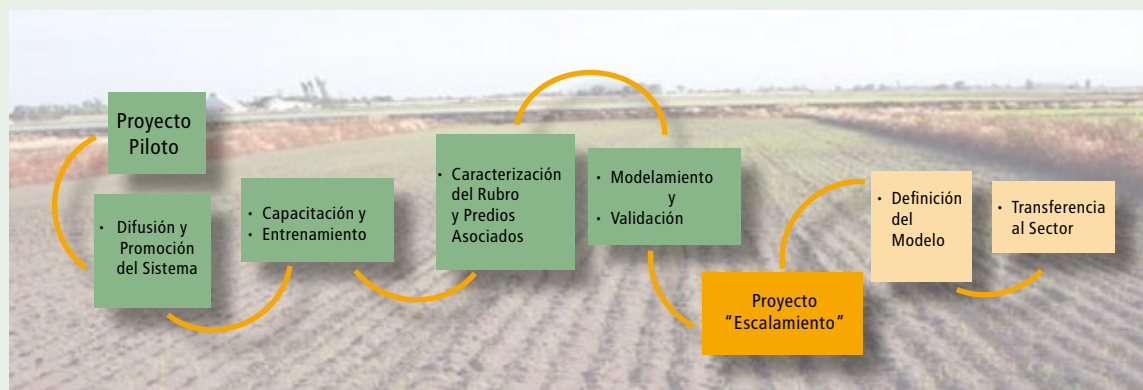 Proyecto
Piloto
• Difusión y
Promoción
del Sistema
• Capacitación y
• Entrenamiento
• Caracterización
del Rubro
y Predios
Asociados
• Modelamiento
y
• Validación
Proyecto
“Escalamiento”
• Definición
del
Modelo
• Transferencia
al Sector